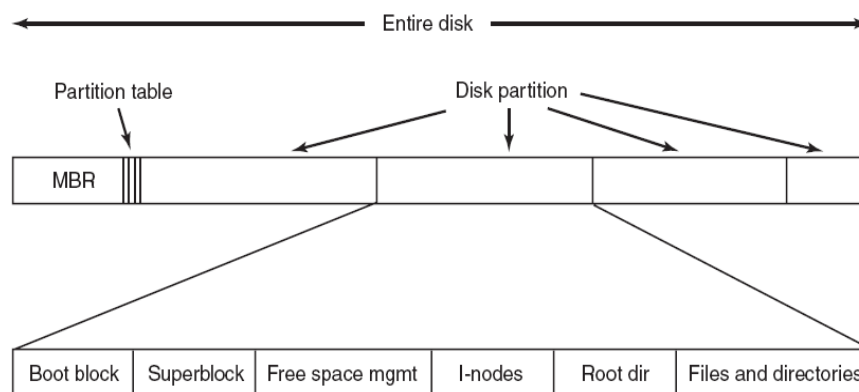 Entire disk
Partition table
Disk partition
MBR
Boot block
Superblock
Free space mgmt
I-nodes
Root dir
Files and directories